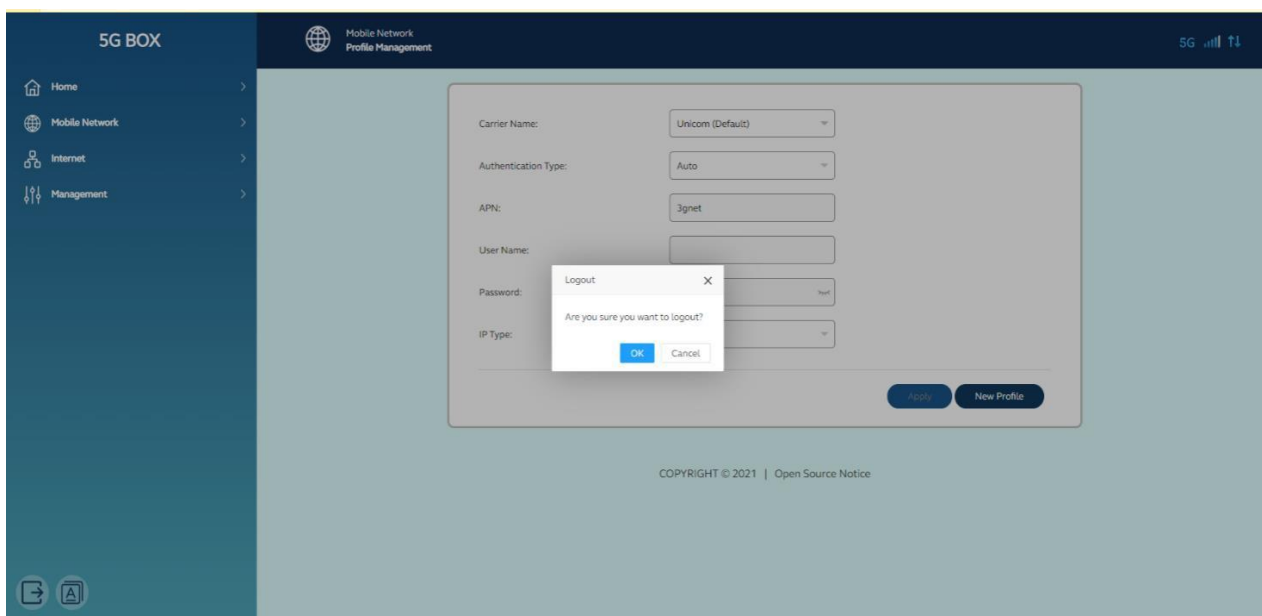 5G BOX
Home
Mobile Network
Internet
Management
Mobile Network
Profile Management
5G
Carrier Name:
Unicom (Default)
Authentication Type:
Auto
APN:
3gnet
User Name:
Password:
IP Type:
Logout
Are you sure you want to logout?
OK
Cancel
Apply
New Profile
COPYRIGHT © 2021 | Open Source Notice
A